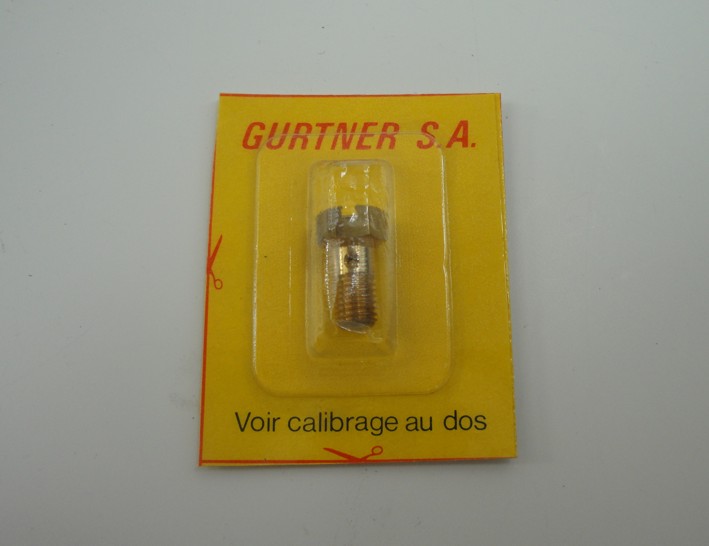 GURTNER S.A.
Voir calibrage au dos